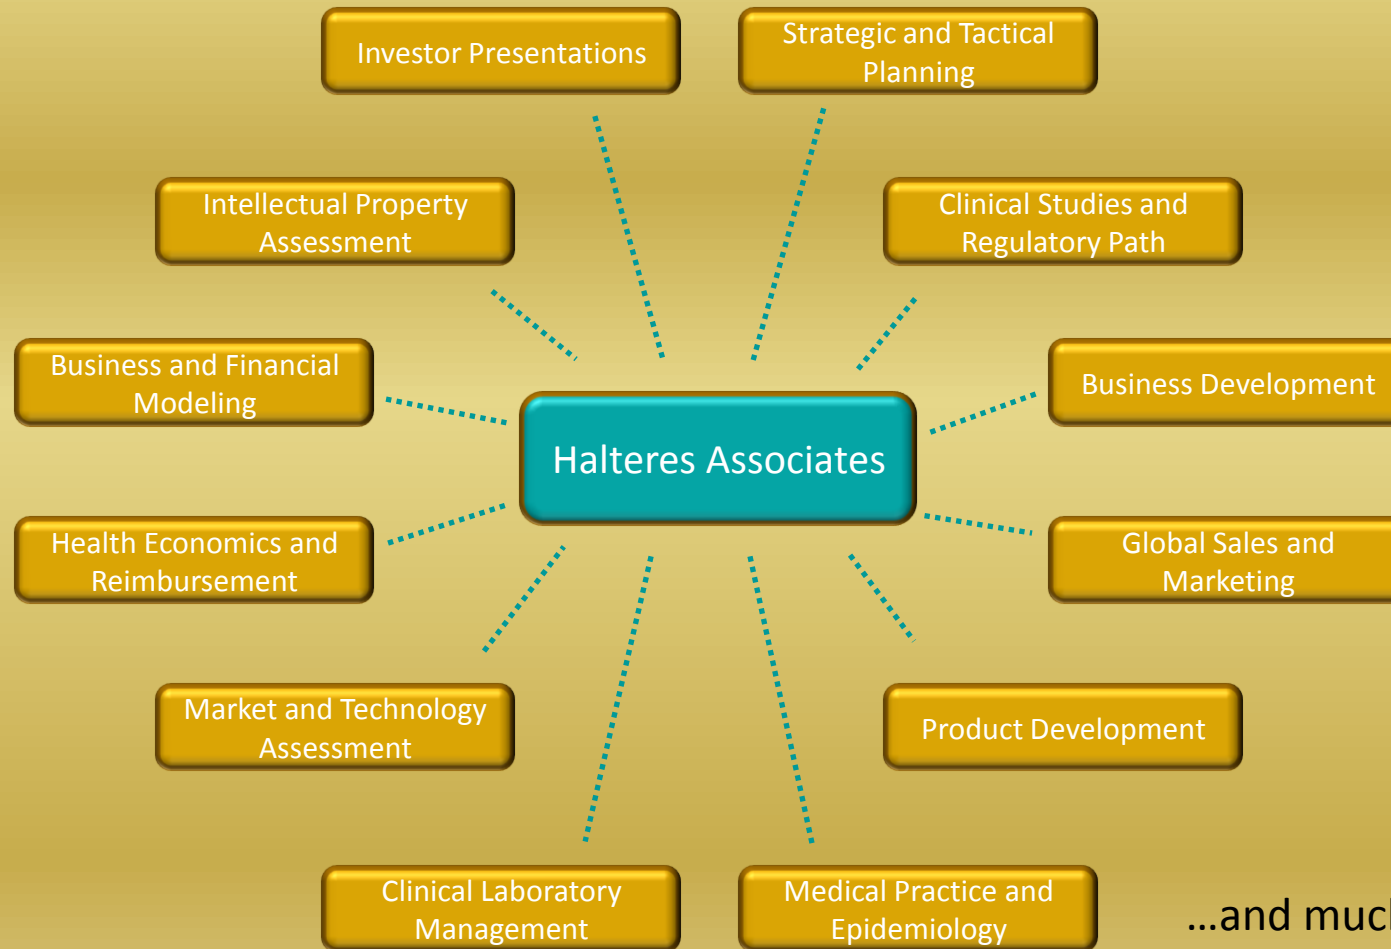 Investor Presentations
Strategic and Tactical
Planning
Intellectual Property
Assessment
Clinical Studies and
Regulatory Path
Business and Financial
Modeling
Business Development
Halteres Associates
Health Economics and
Reimbursement
Global Sales and
Marketing
Market and Technology
Assessment
Product Development
Clinical Laboratory
Management
Medical Practice and
Epidemiology
...and much